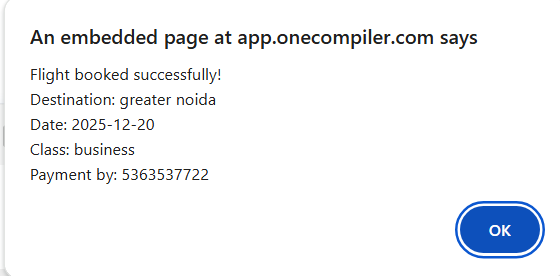 An embedded page at app.onecompiler.com says
Flight booked successfully!
Destination: greater noida
Date: 2025-12-20
Class: business
Payment by: 5363537722
OK